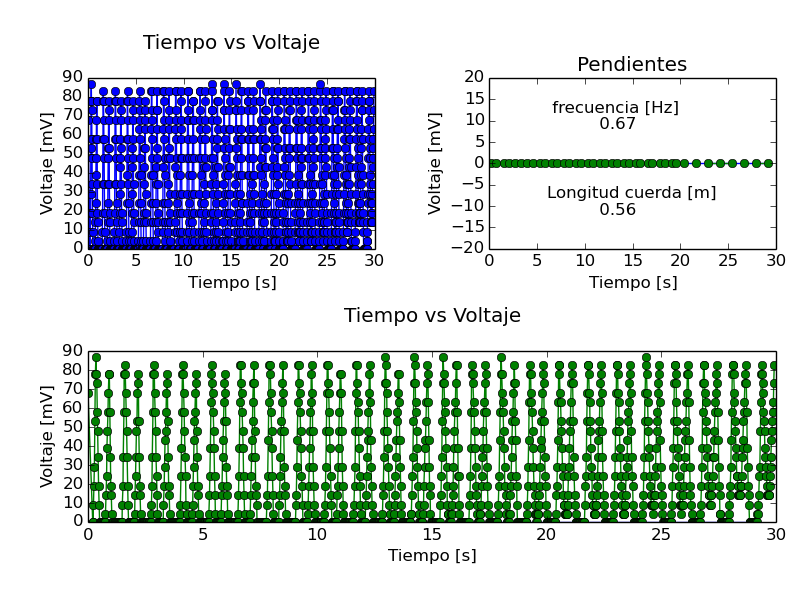 Tiempo vs Voltaje
Voltaje [mV]
90
80
70
60
50
40
30
20
10
0
0 5 10 15 20 25 30
Tiempo [s]
Pendientes
Voltaje [mV]
20
15
10
5
0
−5
−10
−15
−20
frecuencia [Hz]
0.67
Longitud cuerda [m]
0.56
0 5 10 15 20 25 30
Tiempo [s]
Tiempo vs Voltaje
Voltaje [mV]
90
80
70
60
50
40
30
20
10
0
0 5 10 15 20 25 30
Tiempo [s]